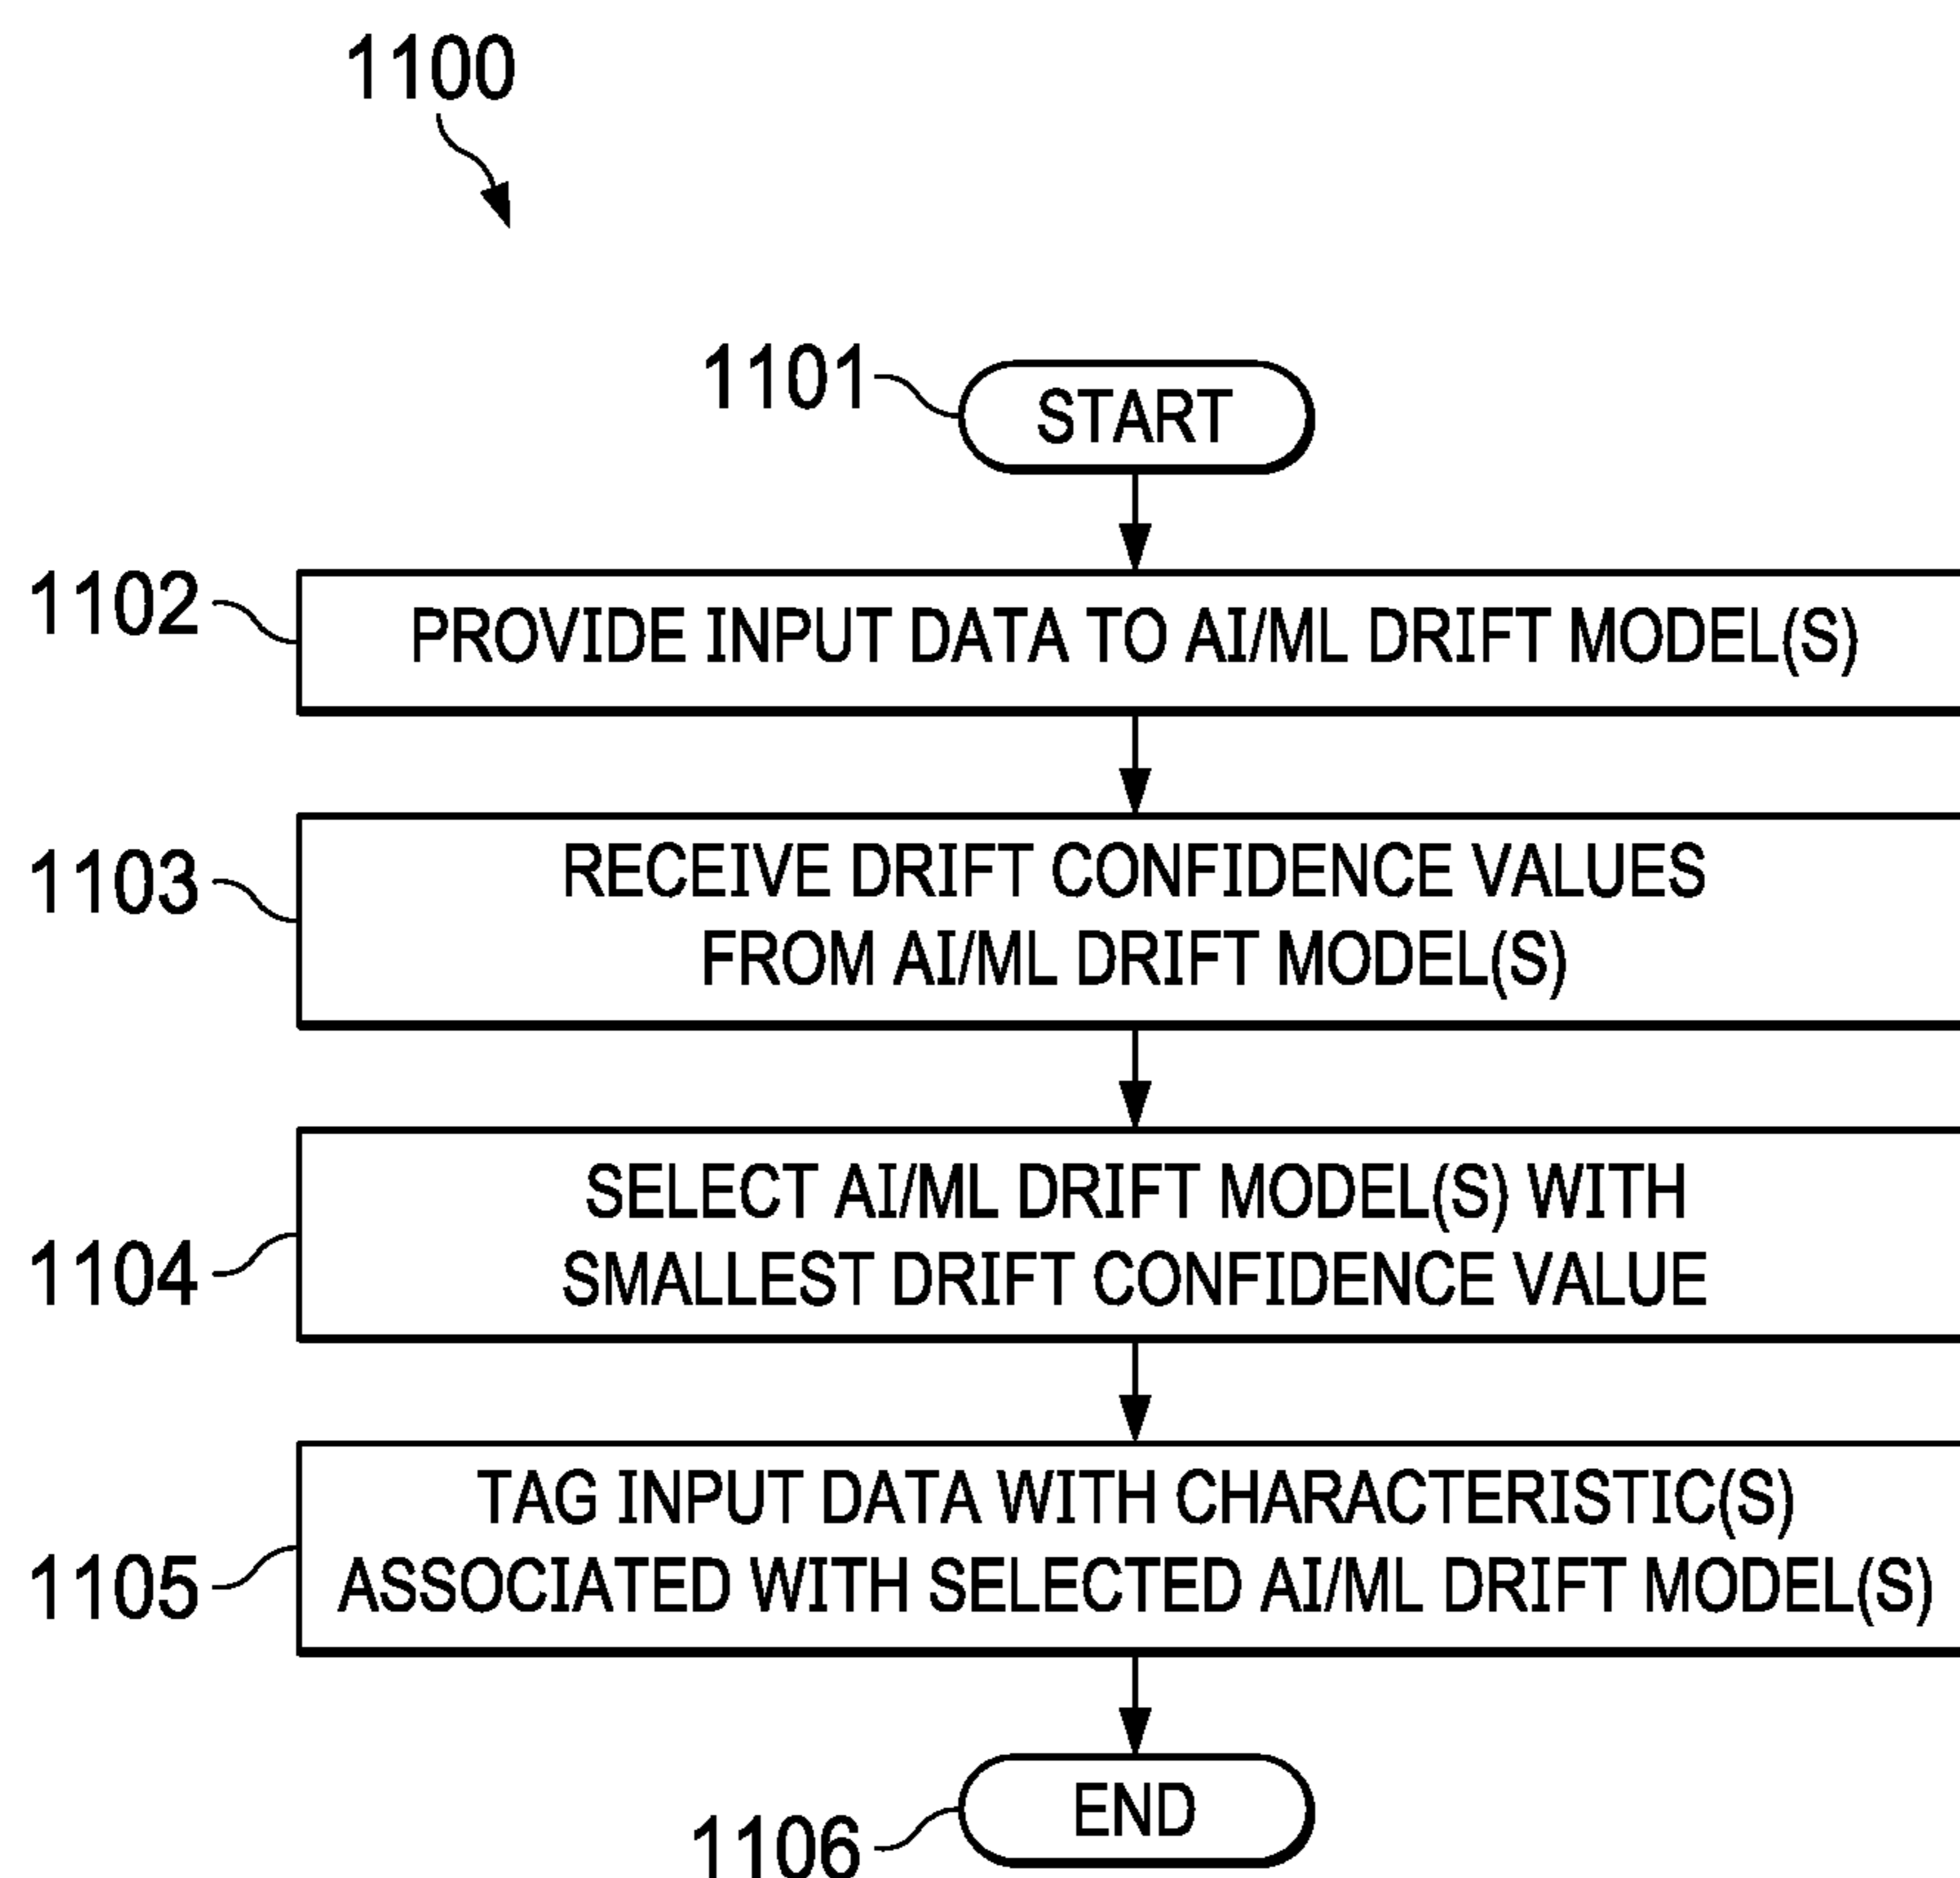 1100
1101
START
1102
PROVIDE INPUT DATA TO AI/ML DRIFT MODEL(S)
1103
RECEIVE DRIFT CONFIDENCE VALUES
FROM AI/ML DRIFT MODEL(S)
1104
SELECT AI/ML DRIFT MODEL(S) WITH
SMALLEST DRIFT CONFIDENCE VALUE
1105
TAG INPUT DATA WITH CHARACTERISTIC(S)
ASSOCIATED WITH SELECTED AI/ML DRIFT MODEL(S)
1106
END